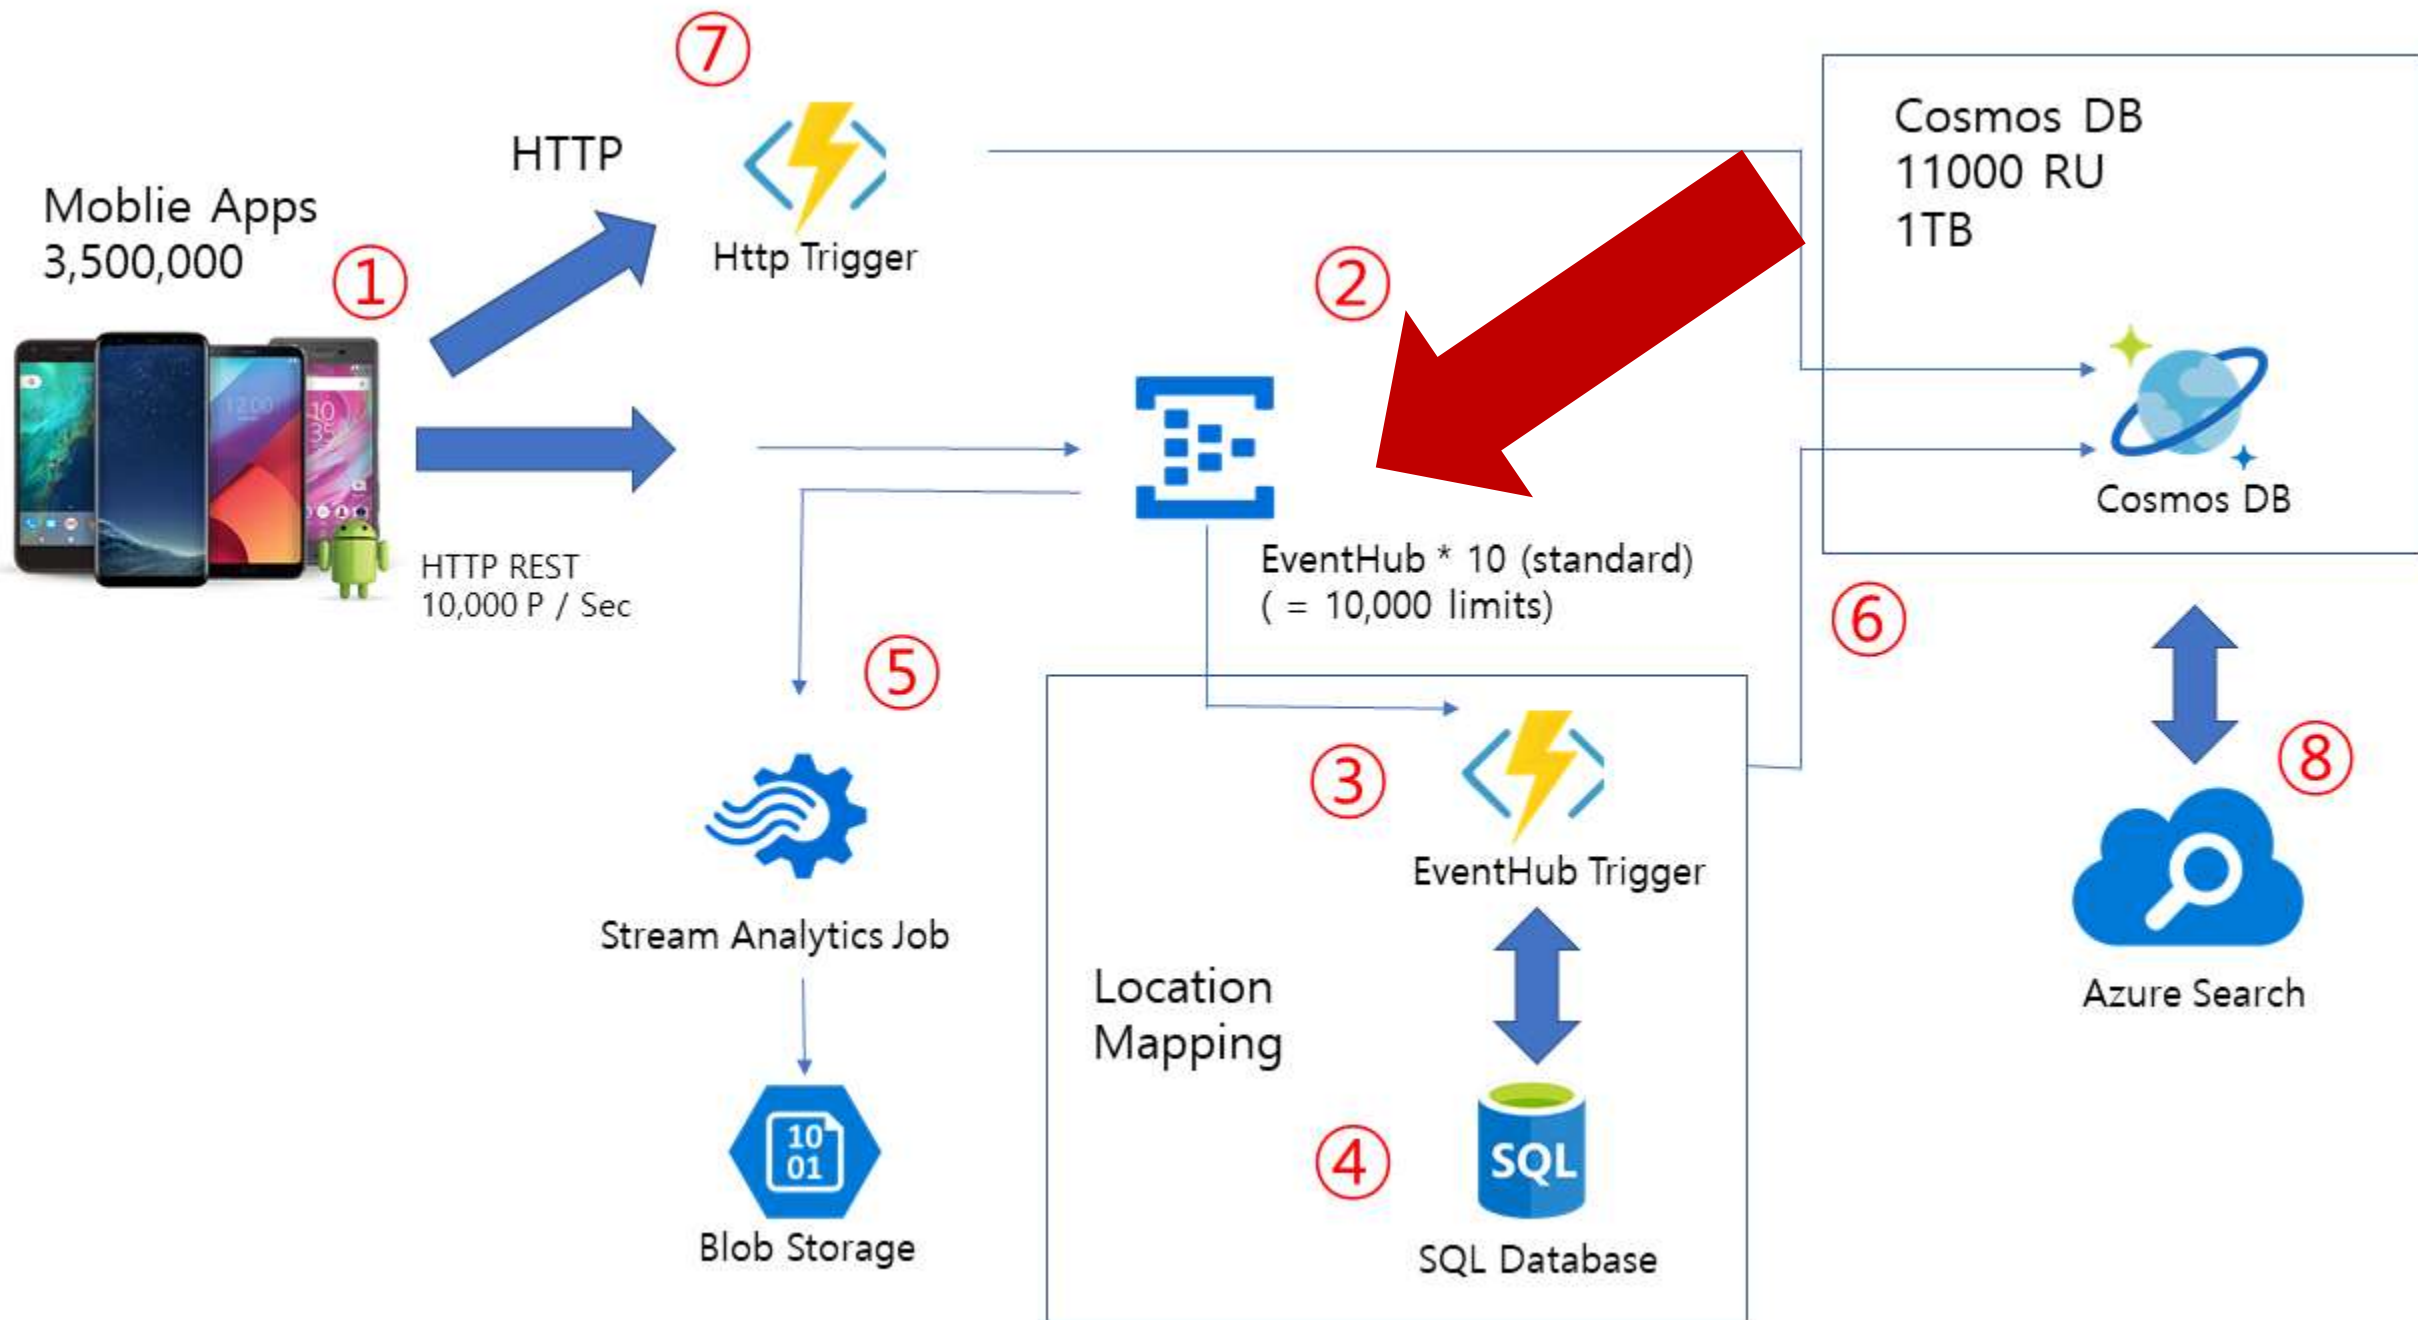 ⑦
HTTP
Http Trigger
Moblie Apps
3,500,000
①
HTTP REST
10,000 P / Sec
②
EventHub * 10 (standard)
( = 10,000 limits)
Cosmos DB
11000 RU
1TB
Cosmos DB
⑥
⑤
Stream Analytics Job
10
01
Blob Storage
③
EventHub Trigger
Location
Mapping
④
SQL
SQL Database
⑧
Azure Search